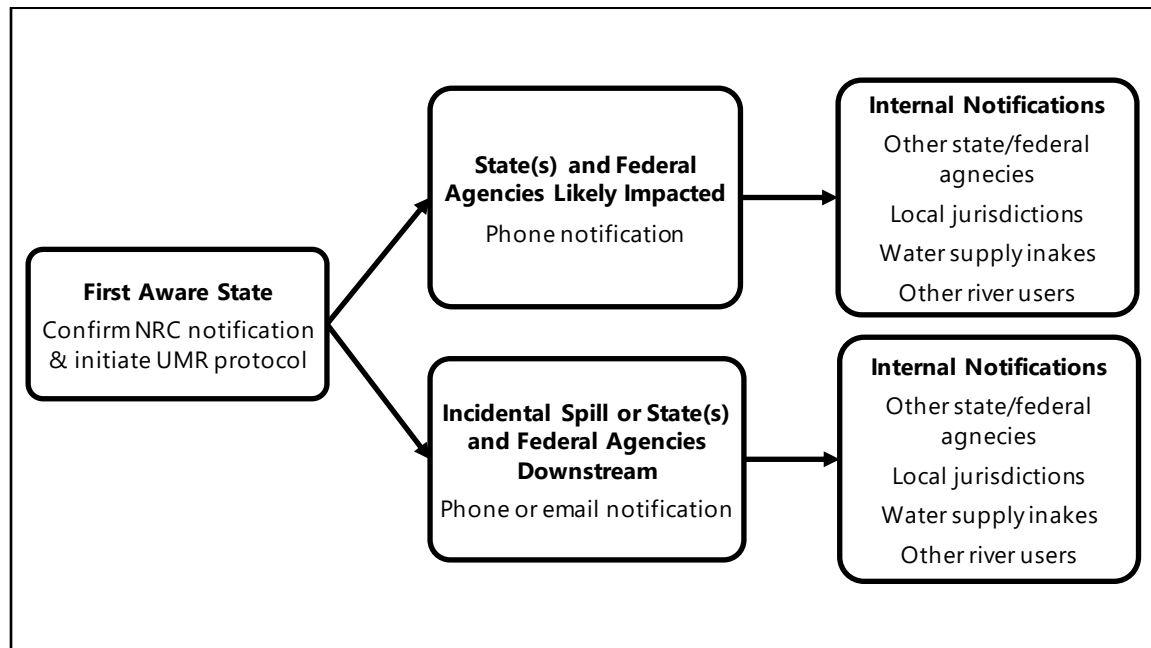 First Aware State
Confirm NRC notification
& initiate UMR protocol
State(s) and Federal
Agencies Likely Impacted
Phone notification
Incidental Spill or State(s)
and Federal Agencies
Downstream
Phone or email notification
Internal Notifications
Other state/federal
agnecies
Local jurisdictions
Water supply inakes
Other river users
Internal Notifications
Other state/federal
agnecies
Local jurisdictions
Water supply inakes
Other river users